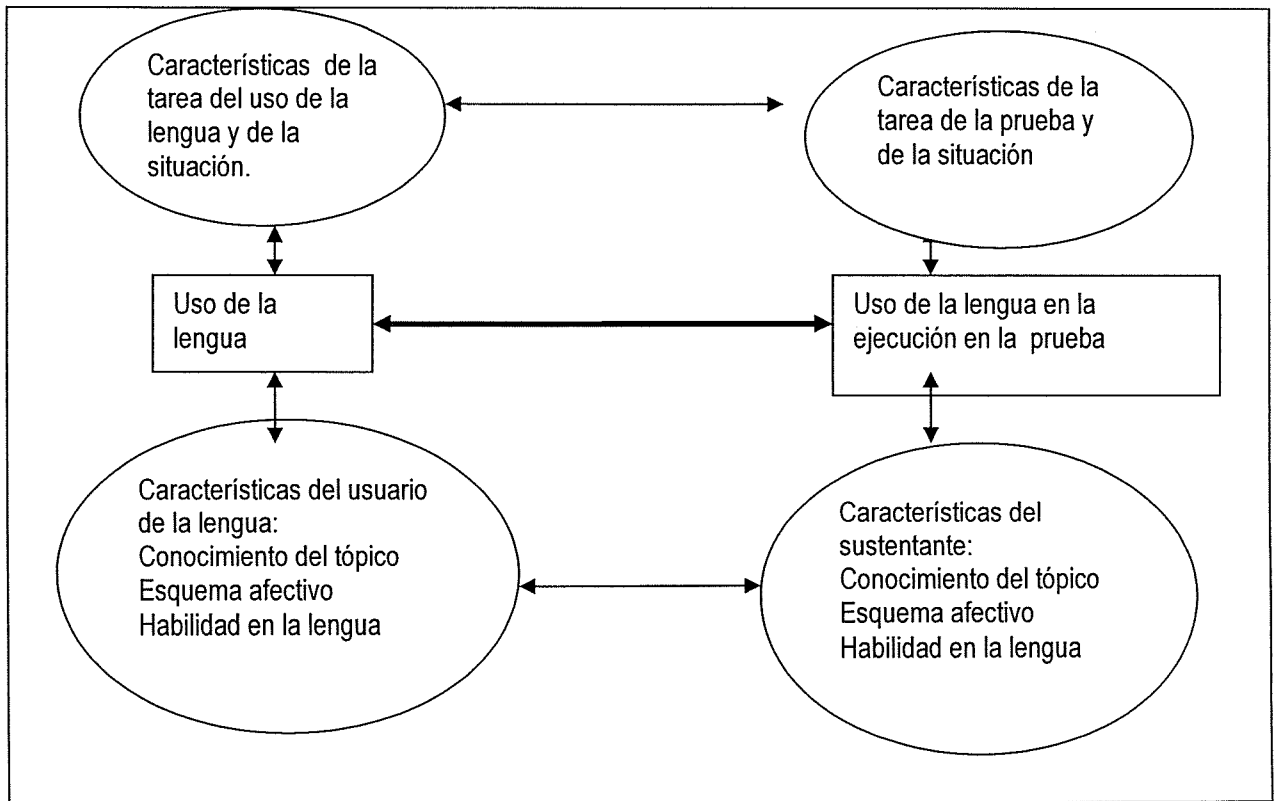 Características de la
tarea del uso de la
lengua y de la
situación.
Características de la
tarea de la prueba y
de la situación
Uso de la
lengua
Uso de la lengua en la
ejecución en la prueba
Características del usuario
de la lengua:
Conocimiento del tópico
Esquema afectivo
Habilidad en la lengua
Características del
sustentante:
Conocimiento del tópico
Esquema afectivo
Habilidad en la lengua